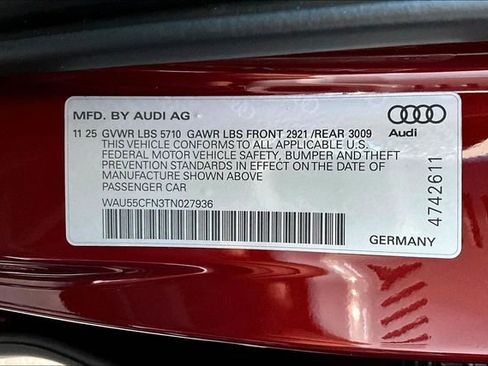 MFD. BY AUDI AG
11 25 GVWR LBS 5710 GAWR LBS FRONT 2921 /REAR 3009
THIS VEHICLE CONFORMS TO ALL APPLICABLE U.S.
FEDERAL MOTOR VEHICLE SAFETY, BUMPER AND THEFT
PREVENTION STANDARDS IN EFFECT ON THE DATE OF
MANUFACTURE SHOWN ABOVE.
PASSENGER CAR
WAU55CFN3TN027936
Audi
4742611
GERMANY